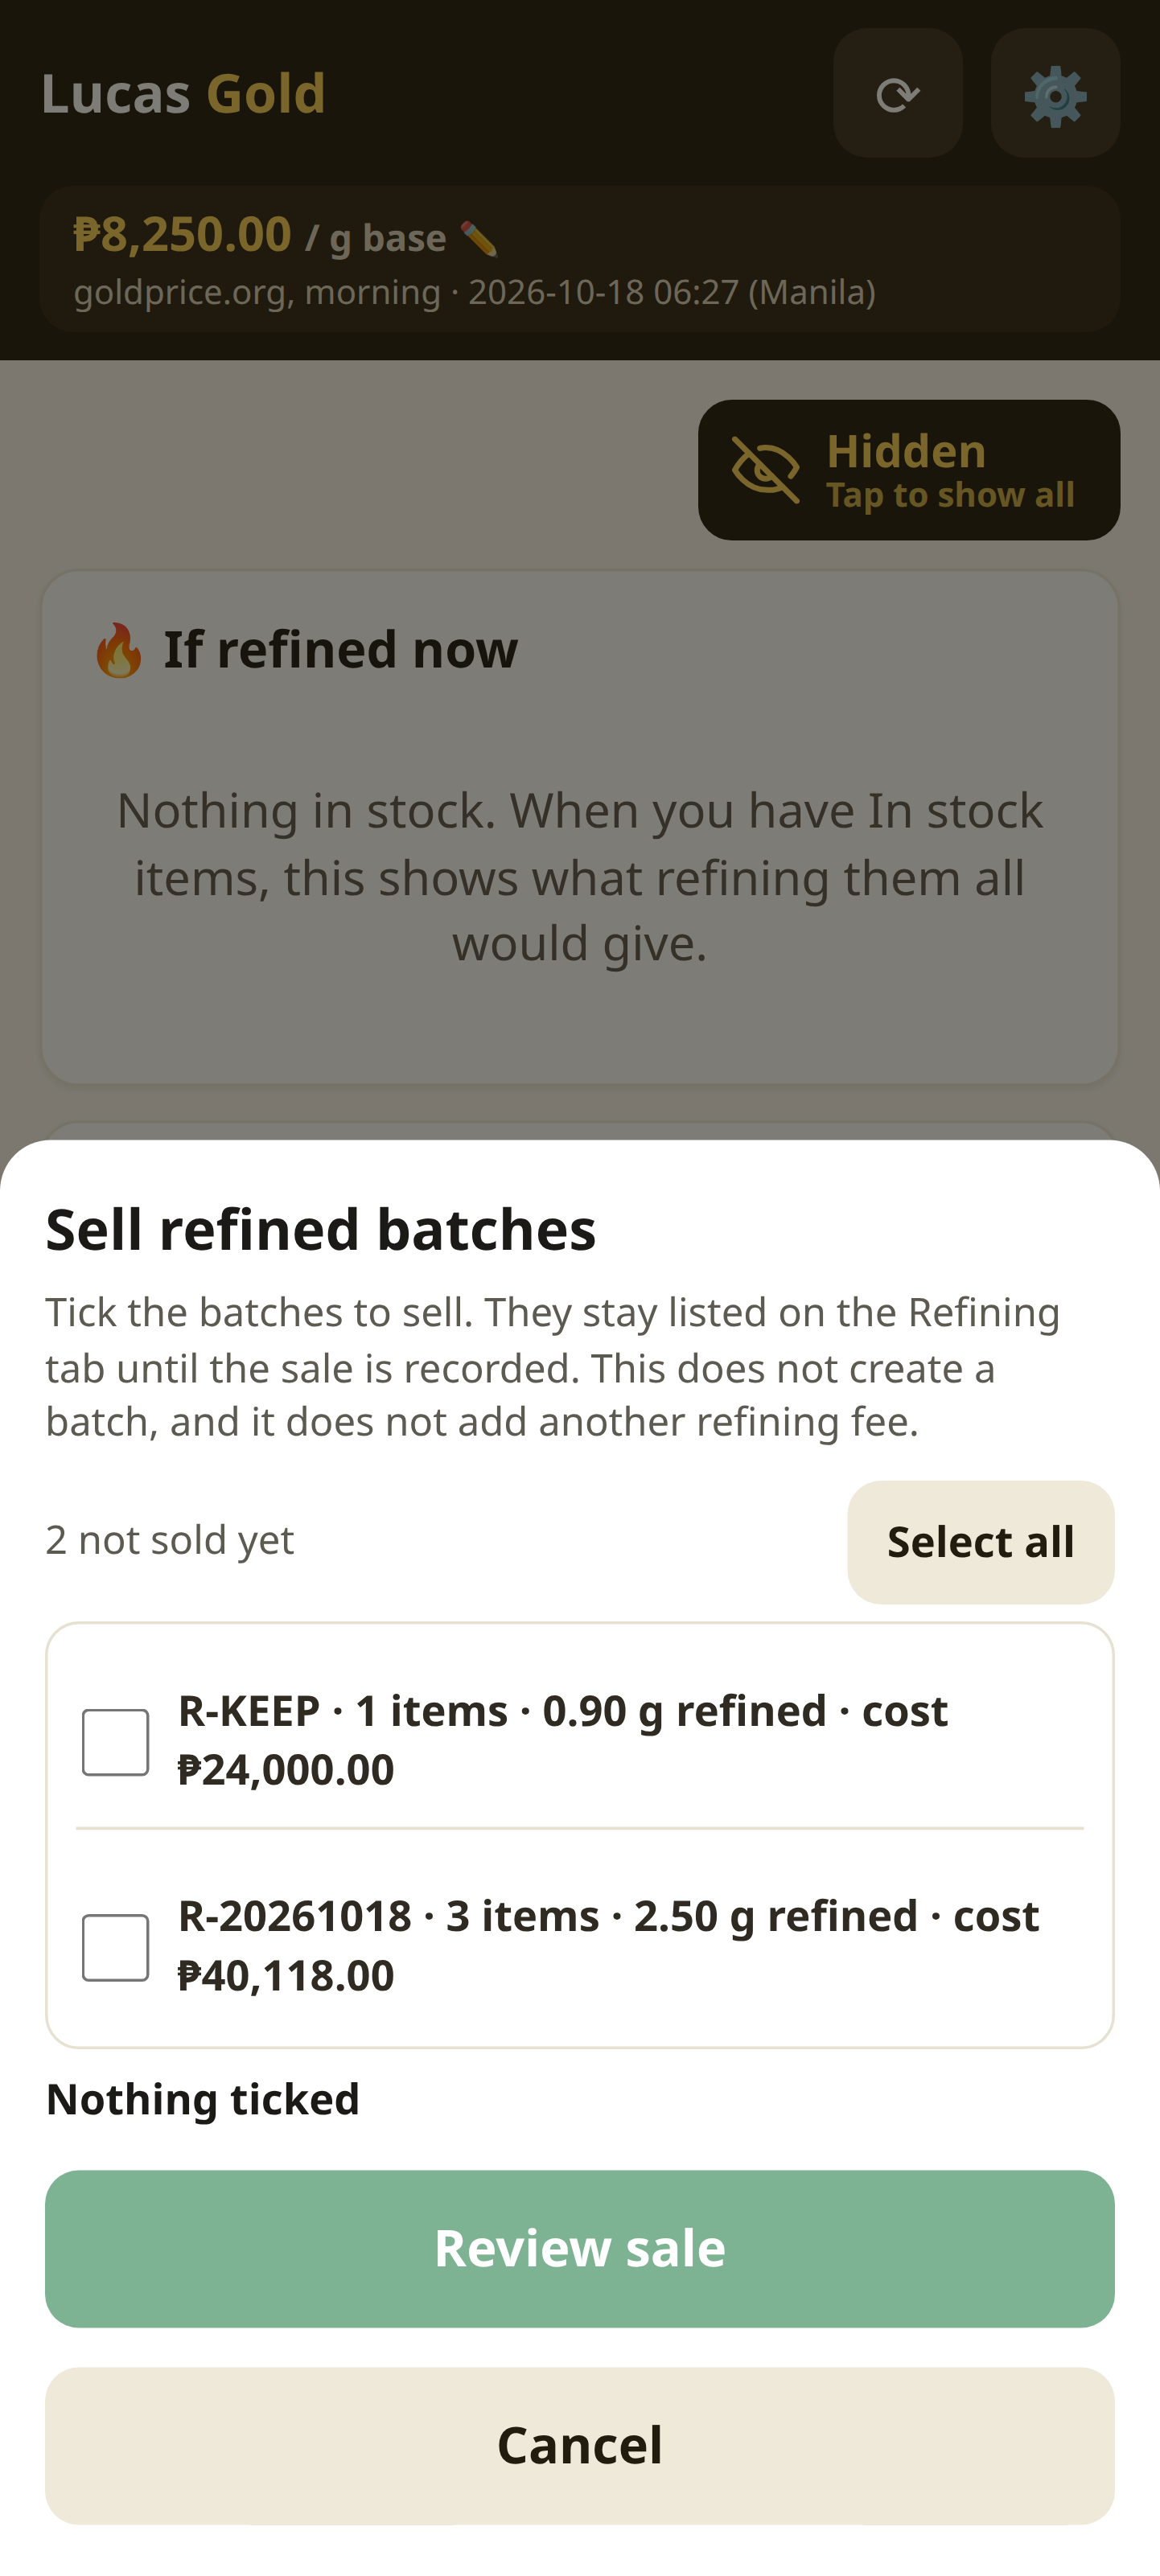 Lucas Gold
₱8,250.00 / g base
goldprice.org, morning · 2026-10-18 06:27 (Manila)
Hidden
Tap to show all
If refined now
Nothing in stock. When you have In stock
items, this shows what refining them all
would give.
Sell refined batches
Tick the batches to sell. They stay listed on the Refining
tab until the sale is recorded. This does not create a
batch, and it does not add another refining fee.
2 not sold yet
Select all
R-KEEP · 1 items · 0.90 g refined · cost
₱24,000.00
R-20261018 · 3 items · 2.50 g refined · cost
₱40,118.00
Nothing ticked
Review sale
Cancel